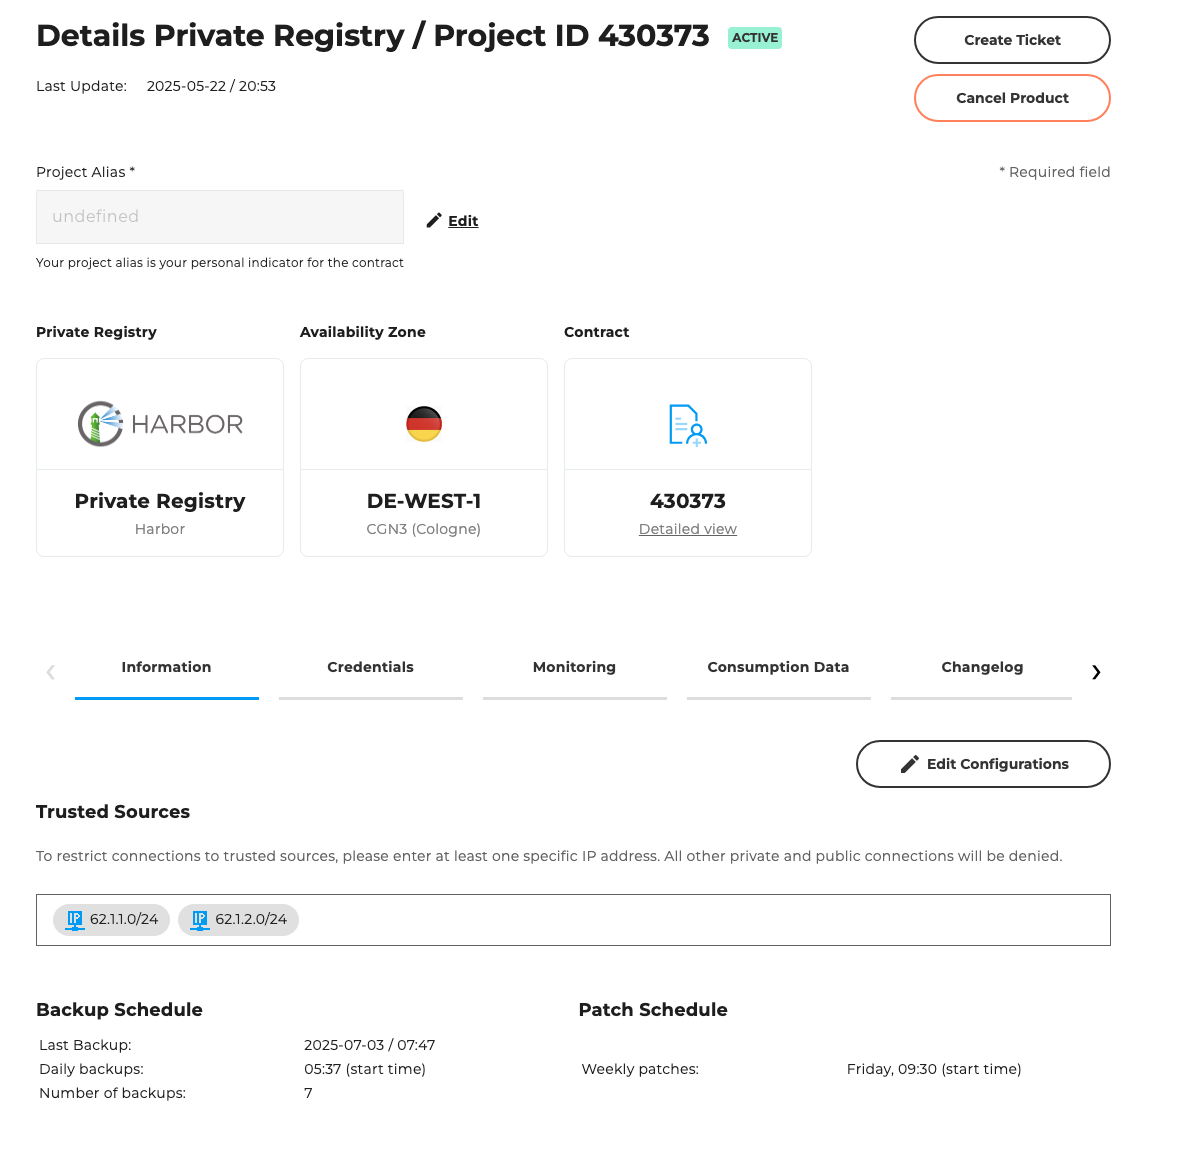 Details Private Registry / Project ID 430373 ACTIVE
Create Ticket
Last Update: 2025-05-22 / 20:53
Cancel Product
Project Alias *
* Required field
undefined
Edit
Your project alias is your personal indicator for the contract
Private Registry Availability Zone Contract
HARBOR
Private Registry DE-WEST-1 430373
Harbor CGN3 (Cologne) Detailed view
‹ Information Credentials Monitoring Consumption Data Changelog ›
Edit Configurations
Trusted Sources
To restrict connections to trusted sources, please enter at least one specific IP address. All other private and public connections will be denied.
IP 62.1.1.0/24 IP 62.1.2.0/24
Backup Schedule Patch Schedule
Last Backup: 2025-07-03 / 07:47
Daily backups: 05:37 (start time) Weekly patches: Friday, 09:30 (start time)
Number of backups: 7